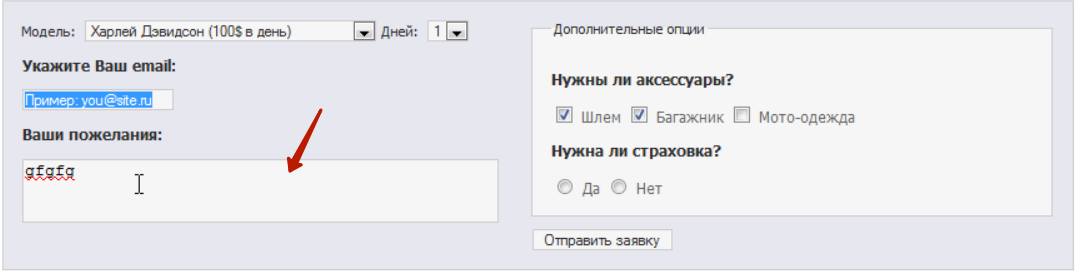 Модель: Харлей Дэвидсон (100$ в день) Дней: 1
Укажите Ваш email:
Пример: you@site.ru
Ваши пожелания:
gfgfg
Дополнительные опции
Нужны ли аксессуары?
Шлем Багажник Мото-одежда
Нужна ли страховка?
Да Нет
Отправить заявку